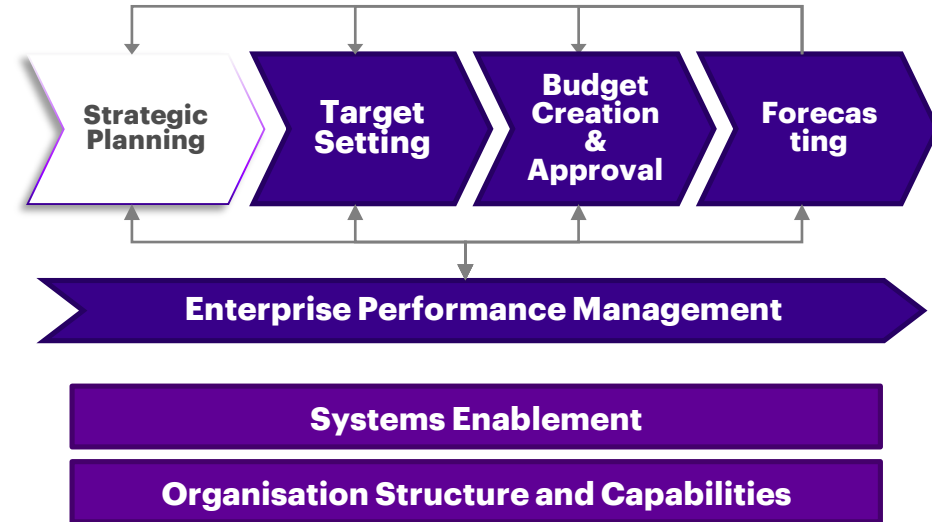 Strategic
Planning
Target
Setting
Budget
Creation
&
Approval
Forecas
ting
Enterprise Performance Management
Systems Enablement
Organisation Structure and Capabilities